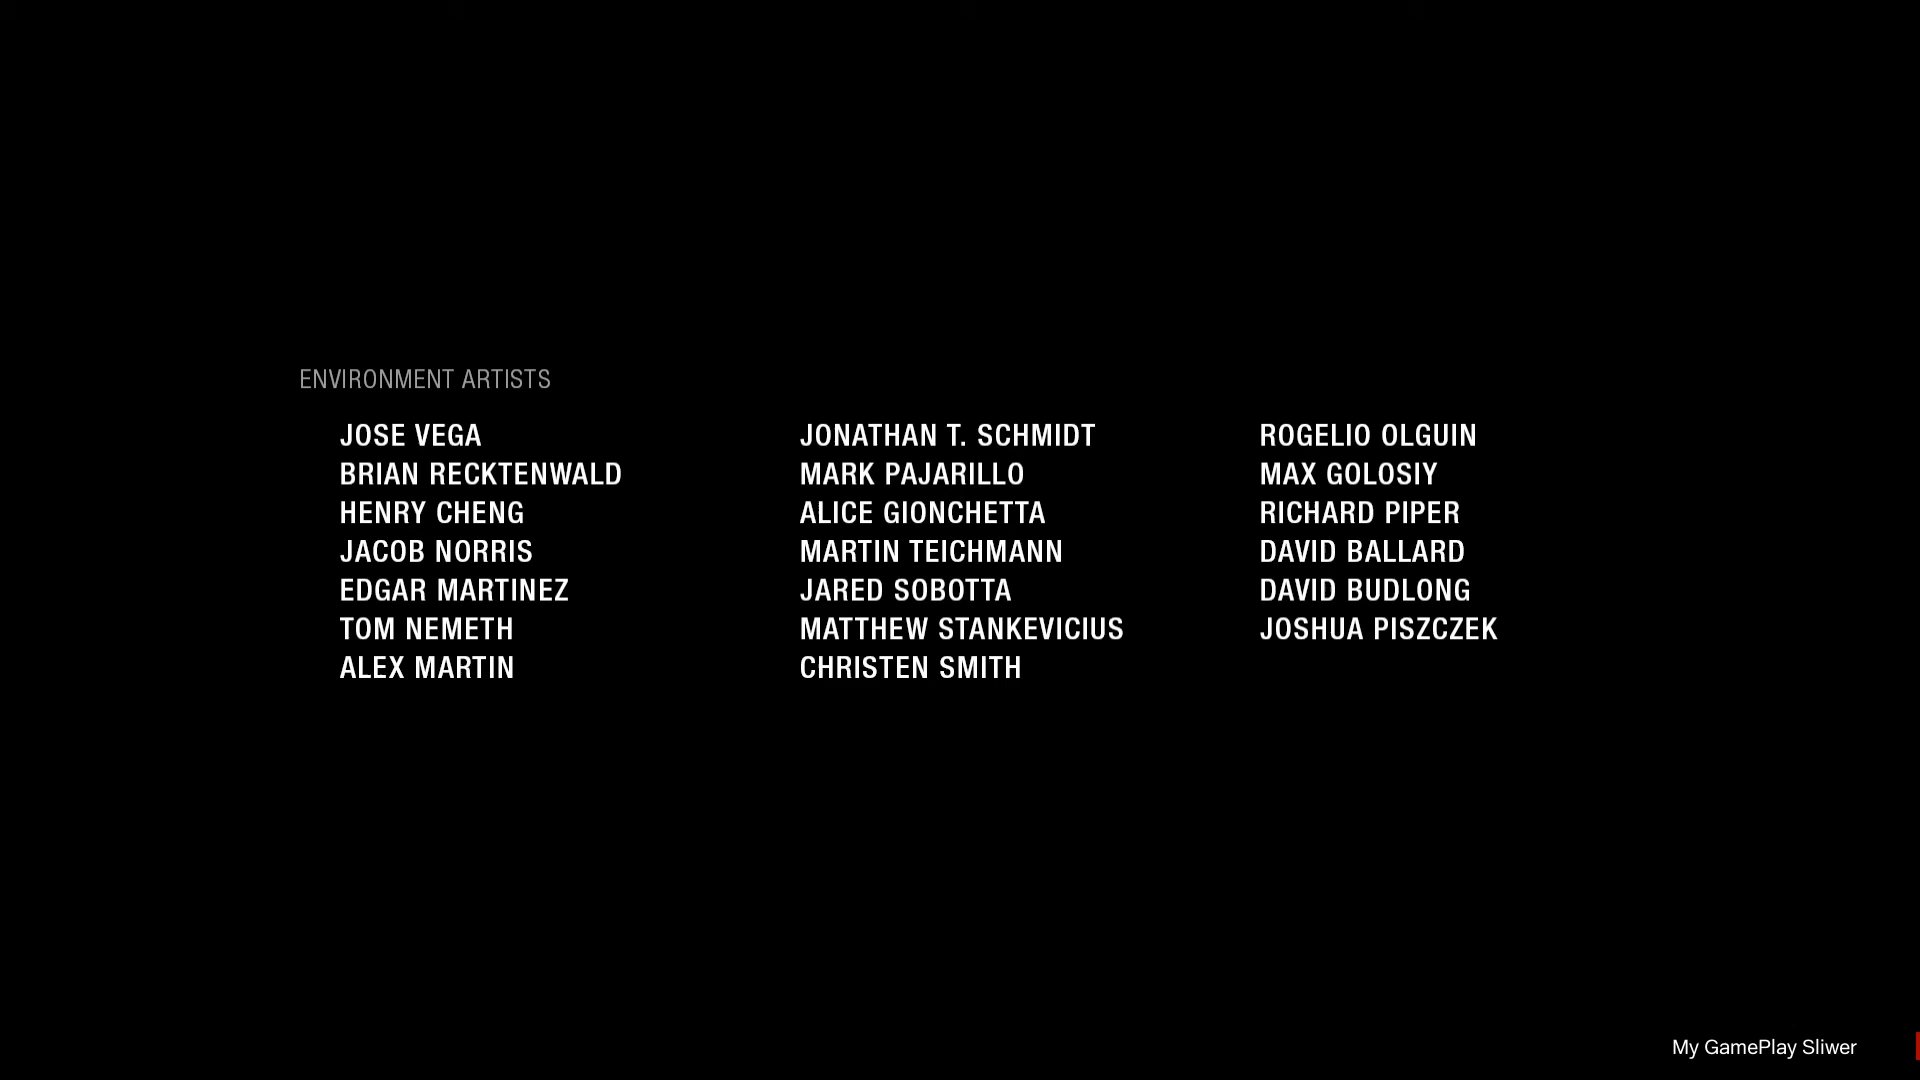 ENVIRONMENT ARTISTS
JOSE VEGA
BRIAN RECKTENWALD
HENRY CHENG
JACOB NORRIS
EDGAR MARTINEZ
TOM NEMETH
ALEX MARTIN
JONATHAN T. SCHMIDT
MARK PAJARILLO
ALICE GIONCHETTA
MARTIN TEICHMANN
JARED SOBOTTA
MATTHEW STANKEVICIUS
CHRISTEN SMITH
ROGELIO OLGUIN
MAX GOLOSIY
RICHARD PIPER
DAVID BALLARD
DAVID BUDLONG
JOSHUA PISZCZEK
My GamePlay Sliwer